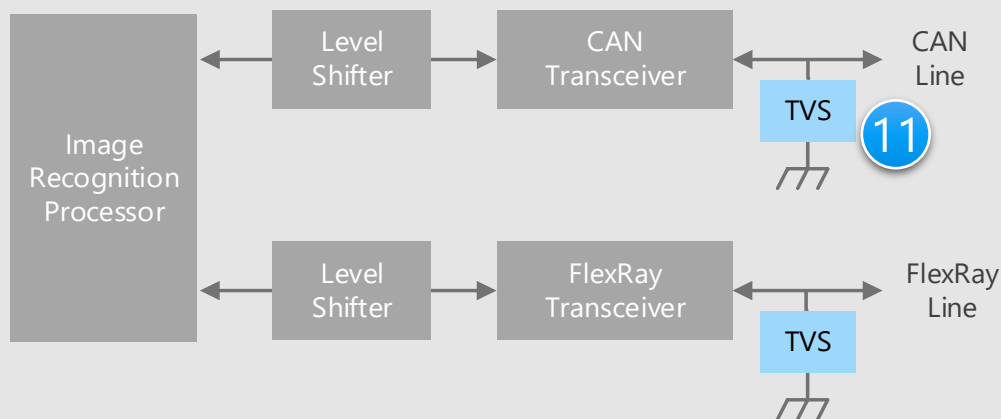 Image
Recognition
Processor
Level
Shifter
CAN
Transceiver
CAN
Line
TVS
11
Level
Shifter
FlexRay
Transceiver
FlexRay
Line
TVS